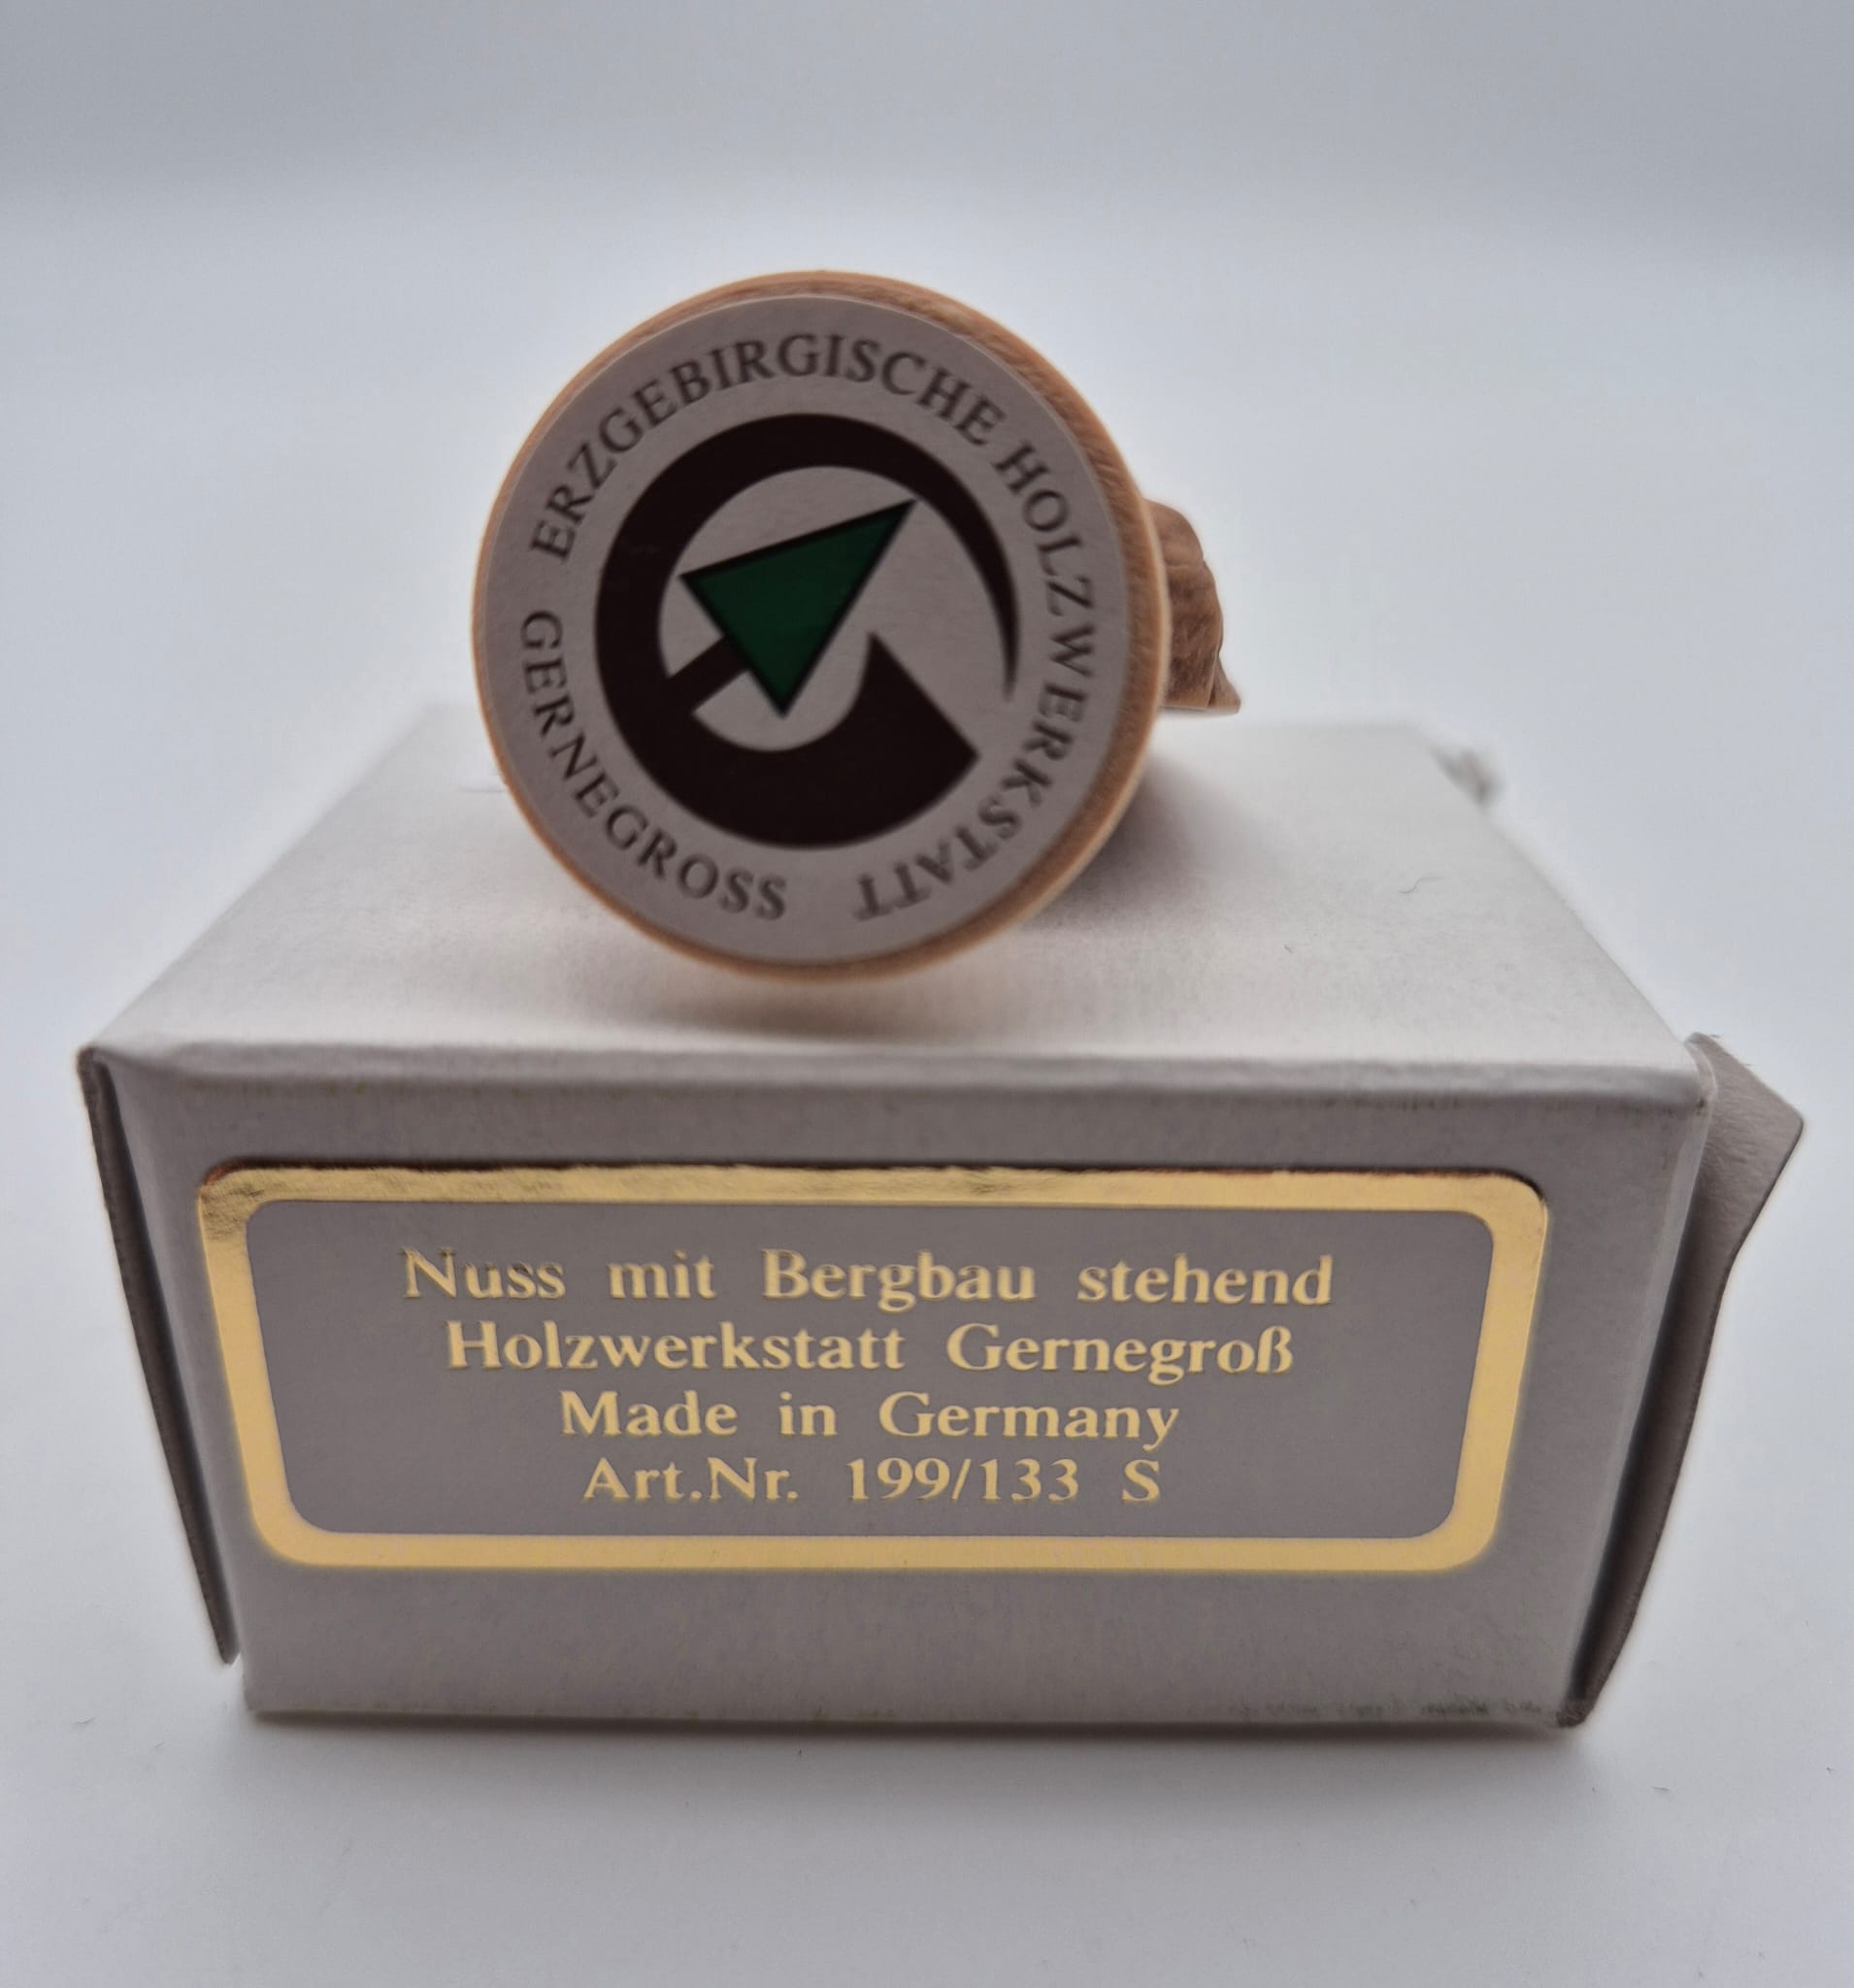 ERZGEBIRGISCHE HOLZWERKSTATT
GERNEGROSS
Nuss mit Bergbau stehend
Holzwerkstatt Gernegroß
Made in Germany
Art.Nr. 199/133 S